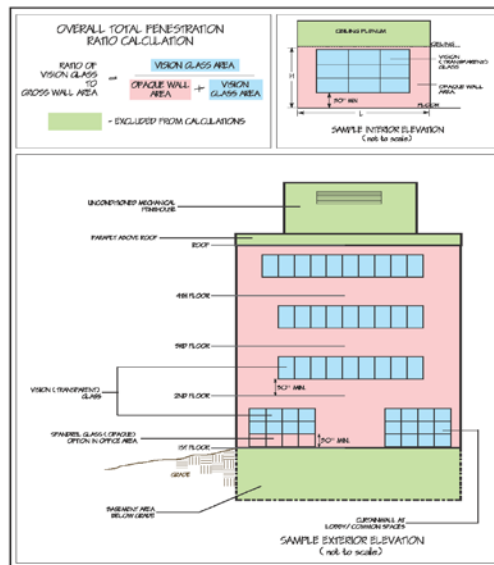 OVERALL TOTAL FENESTRATION
RATIO CALCULATION
RATIO OF
VISION GLASS
TO
GROSS WALL AREA
=
VISION GLASS AREA
OPAQUE WALL
AREA
+
VISION
GLASS AREA
- EXCLUDED FROM CALCULATIONS
CEILING PLENUM
CEILING
VISION
(TRANSPARENT)
GLASS
OPAQUE WALL
AREA
H
30" MIN
FLOOR
L
SAMPLE INTERIOR ELEVATION
(not to scale)
UNCONDITIONED MECHANICAL
PENTHOUSE
PARAPET ABOVE ROOF
ROOF
4TH FLOOR
3RD FLOOR
30" MIN.
VISION (TRANSPARENT)
GLASS
2ND FLOOR
SPANDREL GLASS (OPAQUE)
OPTION IN OFFICE AREA
30" MIN.
1ST FLOOR
GRADE
BASEMENT AREA
BELOW GRADE
CURTAINWALL AT
LOBBY/ COMMON SPACES
SAMPLE EXTERIOR ELEVATION
(not to scale)